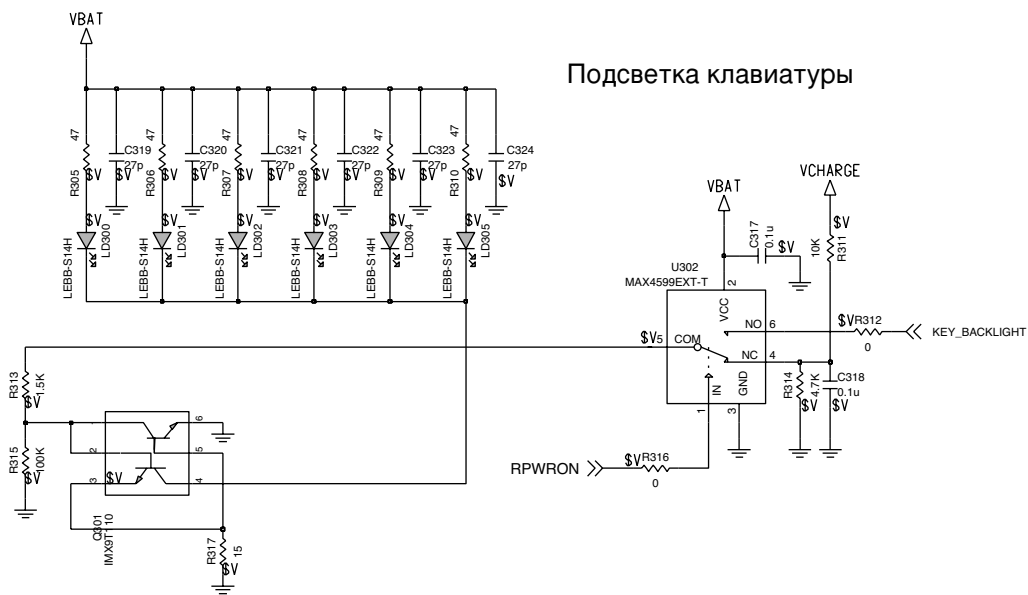 VBAT
Подсветка клавиатуры
47
47
47
47
47
47
C319
27p
C320
27p
C321
27p
C322
27p
C323
27p
C324
27p
$V
$V
$V
$V
$V
$V
$V
$V
$V
$V
$V
$V
R305
R306
R307
R308
R309
R310
$V
$V
$V
$V
$V
$V
LEBB-S14H
LD300
LEBB-S14H
LD301
LEBB-S14H
LD302
LEBB-S14H
LD303
LEBB-S14H
LD304
LEBB-S14H
LD305
VBAT
VCHARGE
C317
0.1u
$V
$V
10K
R311
U302
MAX4599EXT-T
2
VCC
NO
6
$V
R312
0
KEY_BACKLIGHT
$V
5
COM
NC
4
IN
GND
1
3
R314
4.7K
$V
C318
0.1u
$V
RPWRON
$V
R316
0
R313
1.5K
$V
R315
100K
$V
6
2
5
3
$V
4
Q301
IMX9T110
R317
15
$V